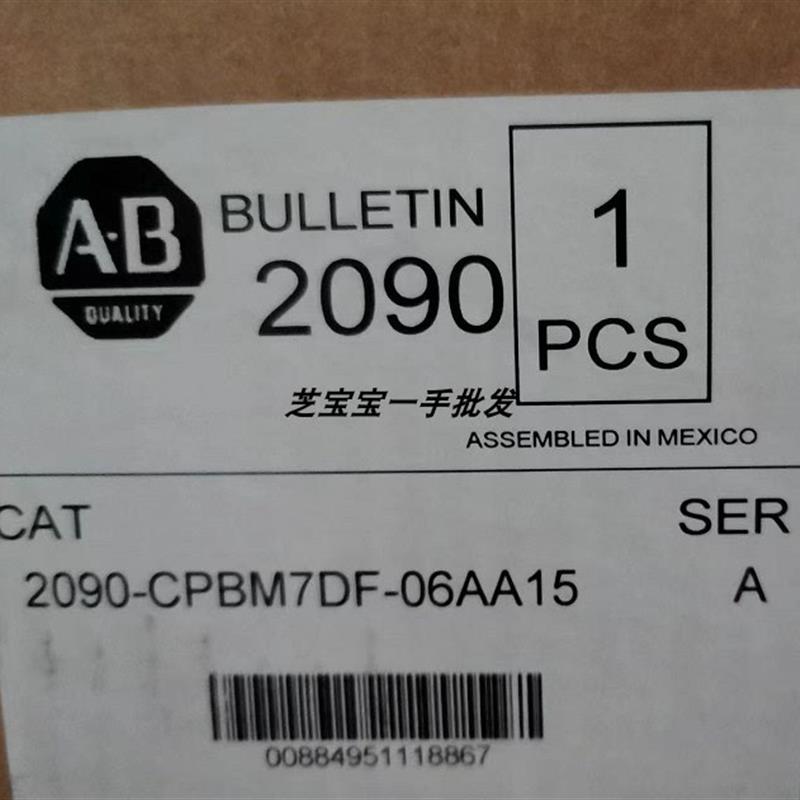 A·B
QUALITY
BULLETIN
2090
1
PCS
芝宝宝一手批发
ASSEMBLED IN MEXICO
CAT
SER
2090-CPBM7DF-06AA15
A
00884951118867